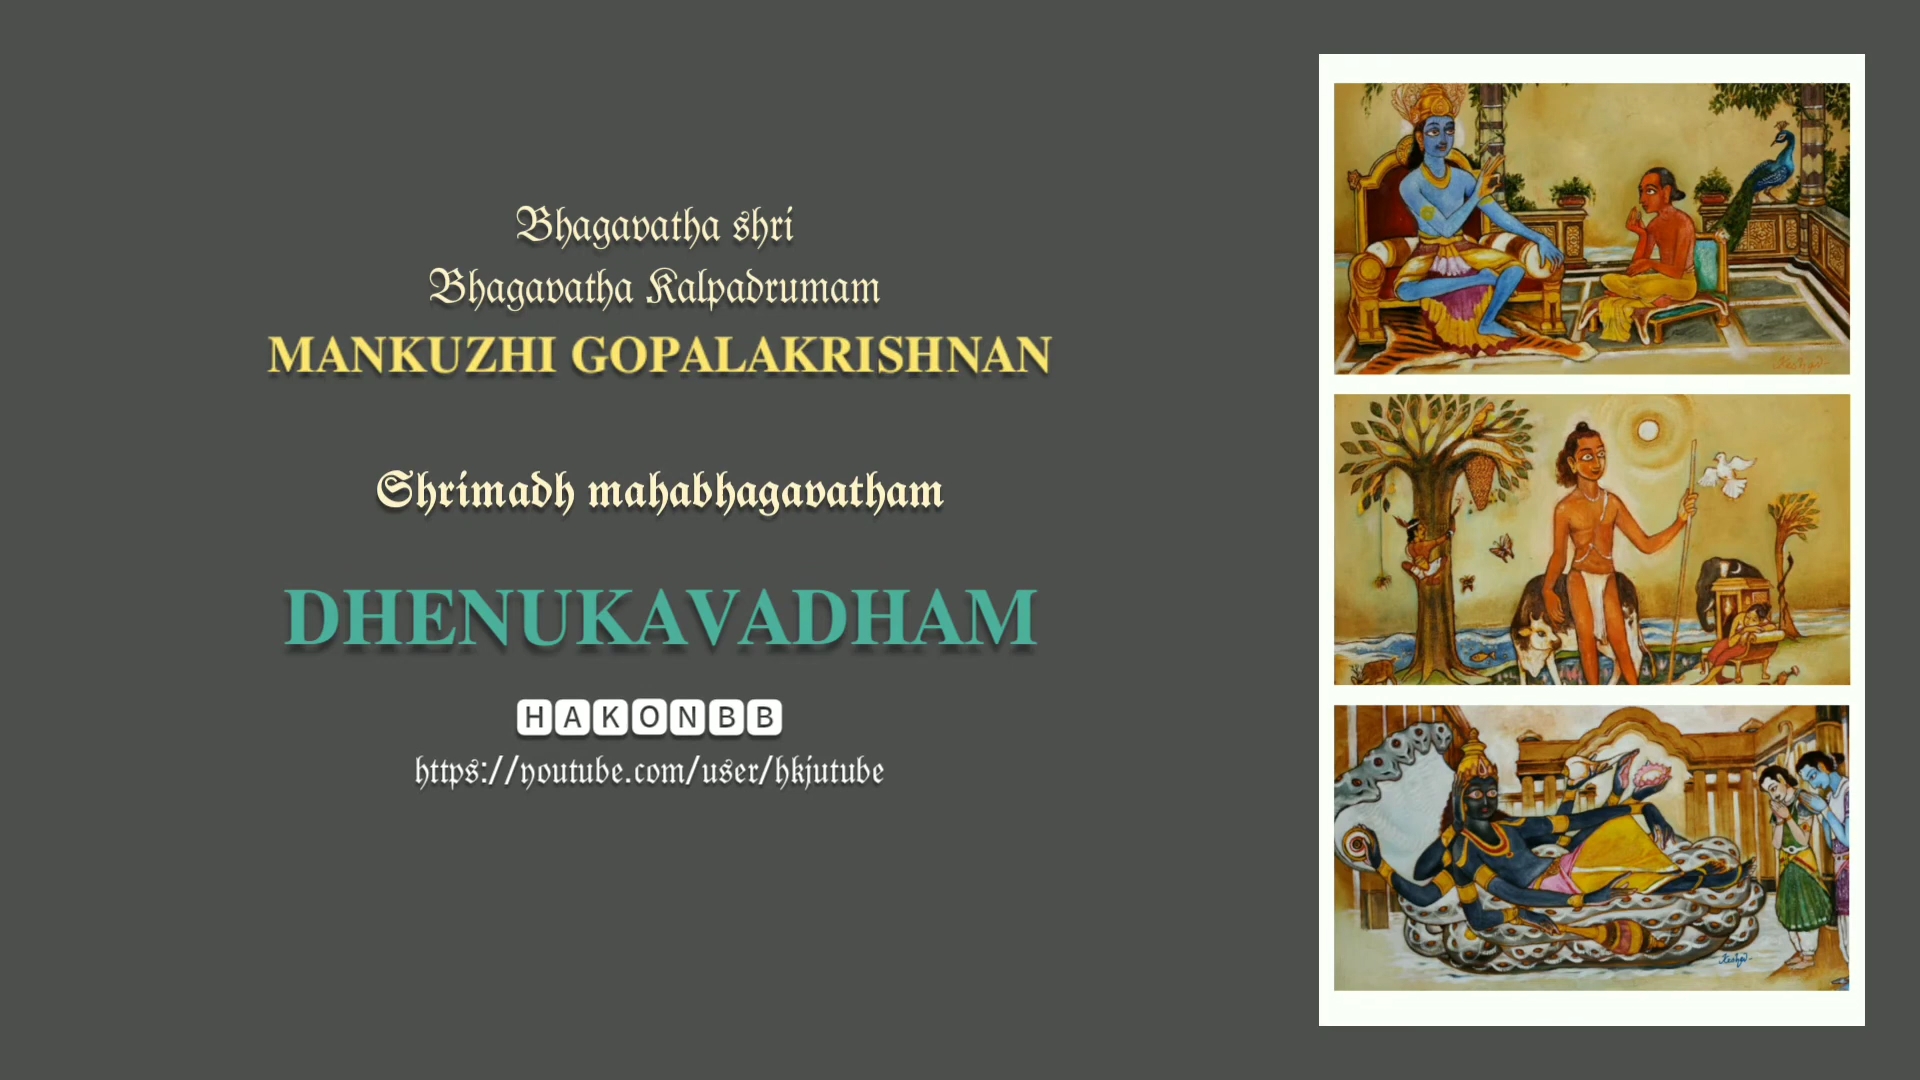 Bhagavatha shri
Bhagavatha Kalpadrumam
MANKUZHI GOPALAKRISHNAN
Shrimadh mahabhagavatham
DHENUKAVADHAM
HAKONBB
https://youtube.com/user/hkjutube